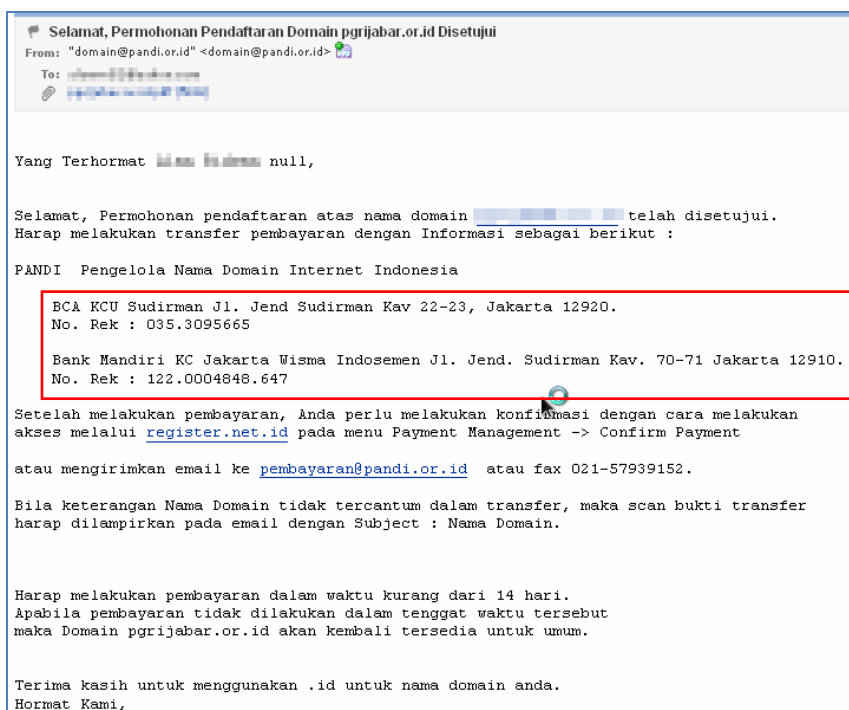 Selamat, Permohonan Pendaftaran Domain pgrijabar.or.id Disetujui
From: "domain@pandi.or.id" <domain@pandi.or.id>
To:
Yang Terhormat null,
Selamat, Permohonan pendaftaran atas nama domain telah disetujui.
Harap melakukan transfer pembayaran dengan Informasi sebagai berikut :
PANDI  Pengelola Nama Domain Internet Indonesia
BCA KCU Sudirman Jl. Jend Sudirman Kav 22-23, Jakarta 12920.
No. Rek : 035.3095665
Bank Mandiri KC Jakarta Wisma Indosemen Jl. Jend. Sudirman Kav. 70-71 Jakarta 12910.
No. Rek : 122.0004848.647
Setelah melakukan pembayaran, Anda perlu melakukan konfirmasi dengan cara melakukan
akses melalui register.net.id pada menu Payment Management -> Confirm Payment
atau mengirimkan email ke pembayaran@pandi.or.id  atau fax 021-57939152.
Bila keterangan Nama Domain tidak tercantum dalam transfer, maka scan bukti transfer
harap dilampirkan pada email dengan Subject : Nama Domain.
Harap melakukan pembayaran dalam waktu kurang dari 14 hari.
Apabila pembayaran tidak dilakukan dalam tenggat waktu tersebut
maka Domain pgrijabar.or.id akan kembali tersedia untuk umum.
Terima kasih untuk menggunakan .id untuk nama domain anda.
Hormat Kami,